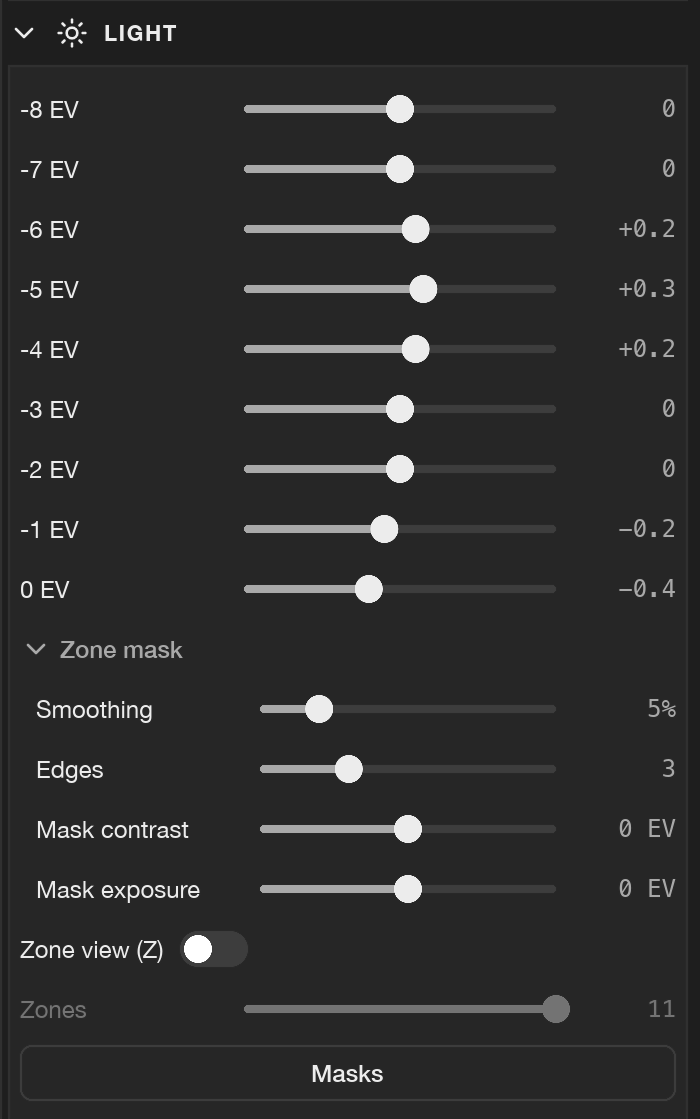 LIGHT
-8 EV 0
-7 EV 0
-6 EV +0.2
-5 EV +0.3
-4 EV +0.2
-3 EV 0
-2 EV 0
-1 EV −0.2
0 EV −0.4
Zone mask
Smoothing 5%
Edges 3
Mask contrast 0 EV
Mask exposure 0 EV
Zone view (Z)
Zones 11
Masks